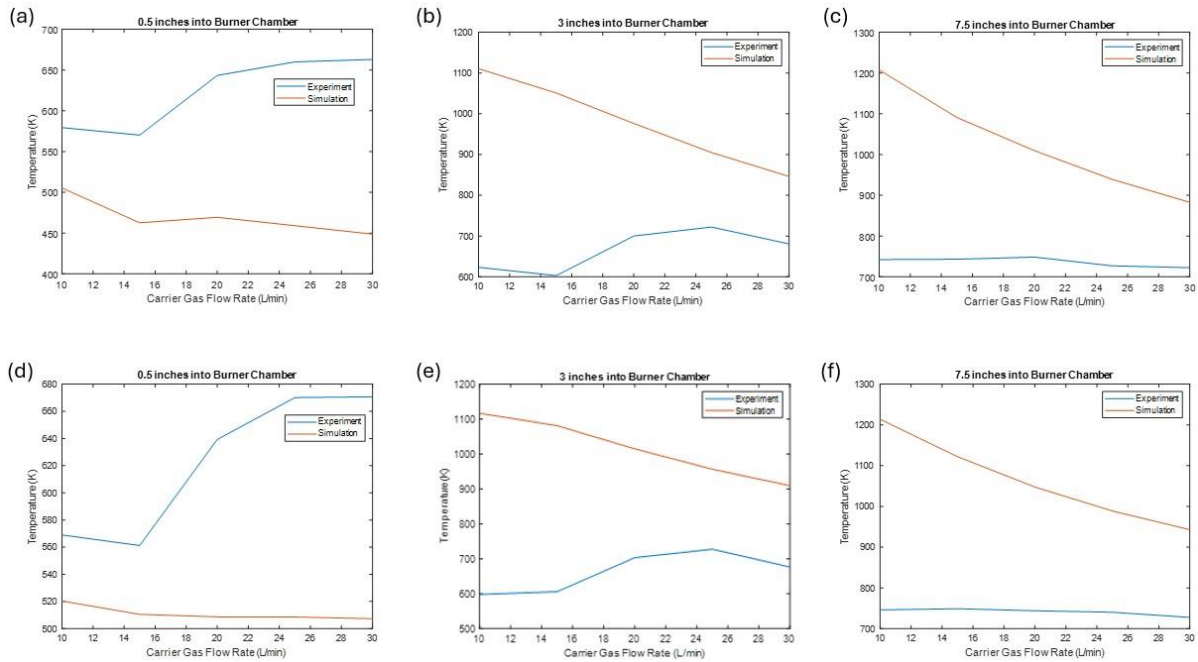 (a)
0.5 inches into Burner Chamber
700
650
600
550
500
450
400
Temperature (K)
Experiment
Simulation
10 12 14 16 18 20 22 24 26 28 30
Carrier Gas Flow Rate (L/min)
(b)
3 inches into Burner Chamber
1200
1100
1000
900
800
700
600
Temperature (K)
Experiment
Simulation
10 12 14 16 18 20 22 24 26 28 30
Carrier Gas Flow Rate (L/min)
(c)
7.5 inches into Burner Chamber
1300
1200
1100
1000
900
800
700
Temperature (K)
Experiment
Simulation
10 12 14 16 18 20 22 24 26 28 30
Carrier Gas Flow Rate (L/min)
(d)
0.5 inches into Burner Chamber
680
660
640
620
600
580
560
540
520
500
Temperature (K)
Experiment
Simulation
10 12 14 16 18 20 22 24 26 28 30
Carrier Gas Flow Rate (L/min)
(e)
3 inches into Burner Chamber
1200
1100
1000
900
800
700
600
500
Temperature (K)
Experiment
Simulation
10 12 14 16 18 20 22 24 26 28 30
Carrier Gas Flow Rate (L/min)
(f)
7.5 inches into Burner Chamber
1300
1200
1100
1000
900
800
700
Temperature (K)
Experiment
Simulation
10 12 14 16 18 20 22 24 26 28 30
Carrier Gas Flow Rate (L/min)